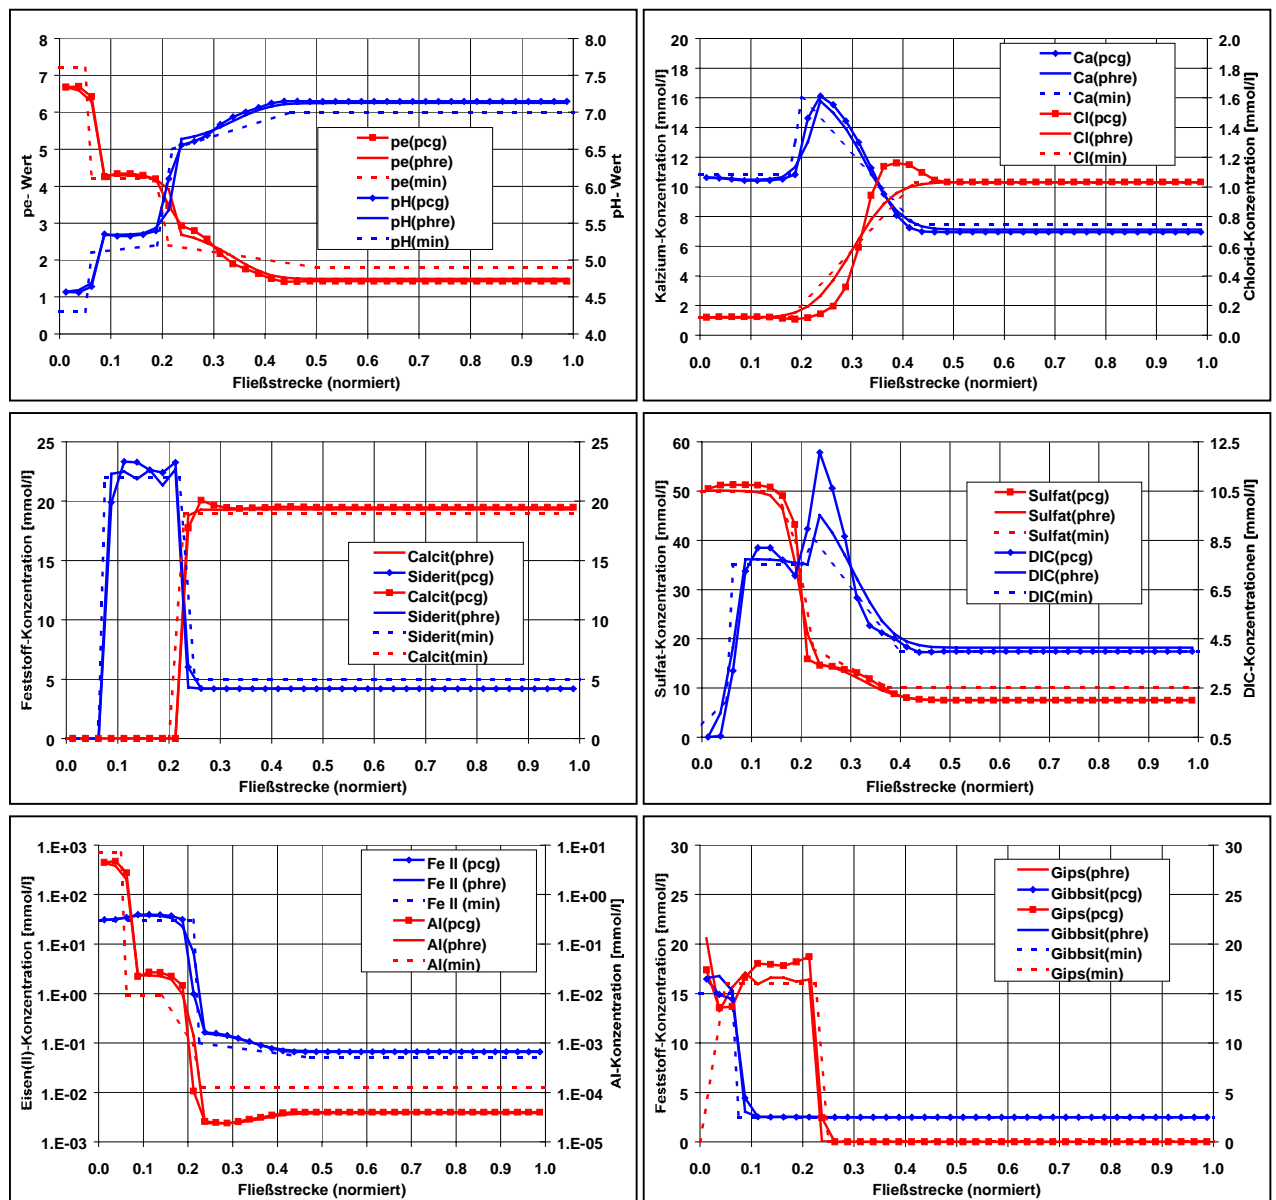 8
7
6
5
4
3
2
1
0
pe- Wert
8.0
7.5
7.0
6.5
6.0
5.5
5.0
4.5
4.0
pH- Wert
pe(pcg)
pe(phre)
pe(min)
pH(pcg)
pH(phre)
pH(min)
0.0 0.1 0.2 0.3 0.4 0.5 0.6 0.7 0.8 0.9 1.0
Fließstrecke (normiert)
20
18
16
14
12
10
8
6
4
2
0
Kalzium-Konzentration [mmol/l]
2.0
1.8
1.6
1.4
1.2
1.0
0.8
0.6
0.4
0.2
0.0
Chlorid-Konzentration [mmol/l]
Ca(pcg)
Ca(phre)
Ca(min)
Cl(pcg)
Cl(phre)
Cl(min)
0.0 0.1 0.2 0.3 0.4 0.5 0.6 0.7 0.8 0.9 1.0
Fließstrecke (normiert)
25
20
15
10
5
0
Feststoff-Konzentration [mmol/l]
25
20
15
10
5
0
Calcit(phre)
Siderit(pcg)
Calcit(pcg)
Siderit(phre)
Siderit(min)
Calcit(min)
0.0 0.1 0.2 0.3 0.4 0.5 0.6 0.7 0.8 0.9 1.0
Fließstrecke (normiert)
60
50
40
30
20
10
0
Sulfat-Konzentration [mmol/l]
12.5
10.5
8.5
6.5
4.5
2.5
0.5
DIC-Konzentrationen [mmol/l]
Sulfat(pcg)
Sulfat(phre)
Sulfat(min)
DIC(pcg)
DIC(phre)
DIC(min)
0.0 0.1 0.2 0.3 0.4 0.5 0.6 0.7 0.8 0.9 1.0
Fließstrecke (normiert)
1.E+03
1.E+02
1.E+01
1.E+00
1.E-01
1.E-02
1.E-03
Eisen(II)-Konzentration [mmol/l]
1.E+01
1.E+00
1.E-01
1.E-02
1.E-03
1.E-04
1.E-05
Al-Konzentration [mmol/l]
Fe II (pcg)
Fe II (phre)
Fe II (min)
Al(pcg)
Al(phre)
Al(min)
0.0 0.1 0.2 0.3 0.4 0.5 0.6 0.7 0.8 0.9 1.0
Fließstrecke (normiert)
30
25
20
15
10
5
0
Feststoff-Konzentration [mmol/l]
30
25
20
15
10
5
0
Gips(phre)
Gibbsit(pcg)
Gips(pcg)
Gibbsit(phre)
Gibbsit(min)
Gips(min)
0.0 0.1 0.2 0.3 0.4 0.5 0.6 0.7 0.8 0.9 1.0
Fließstrecke (normiert)